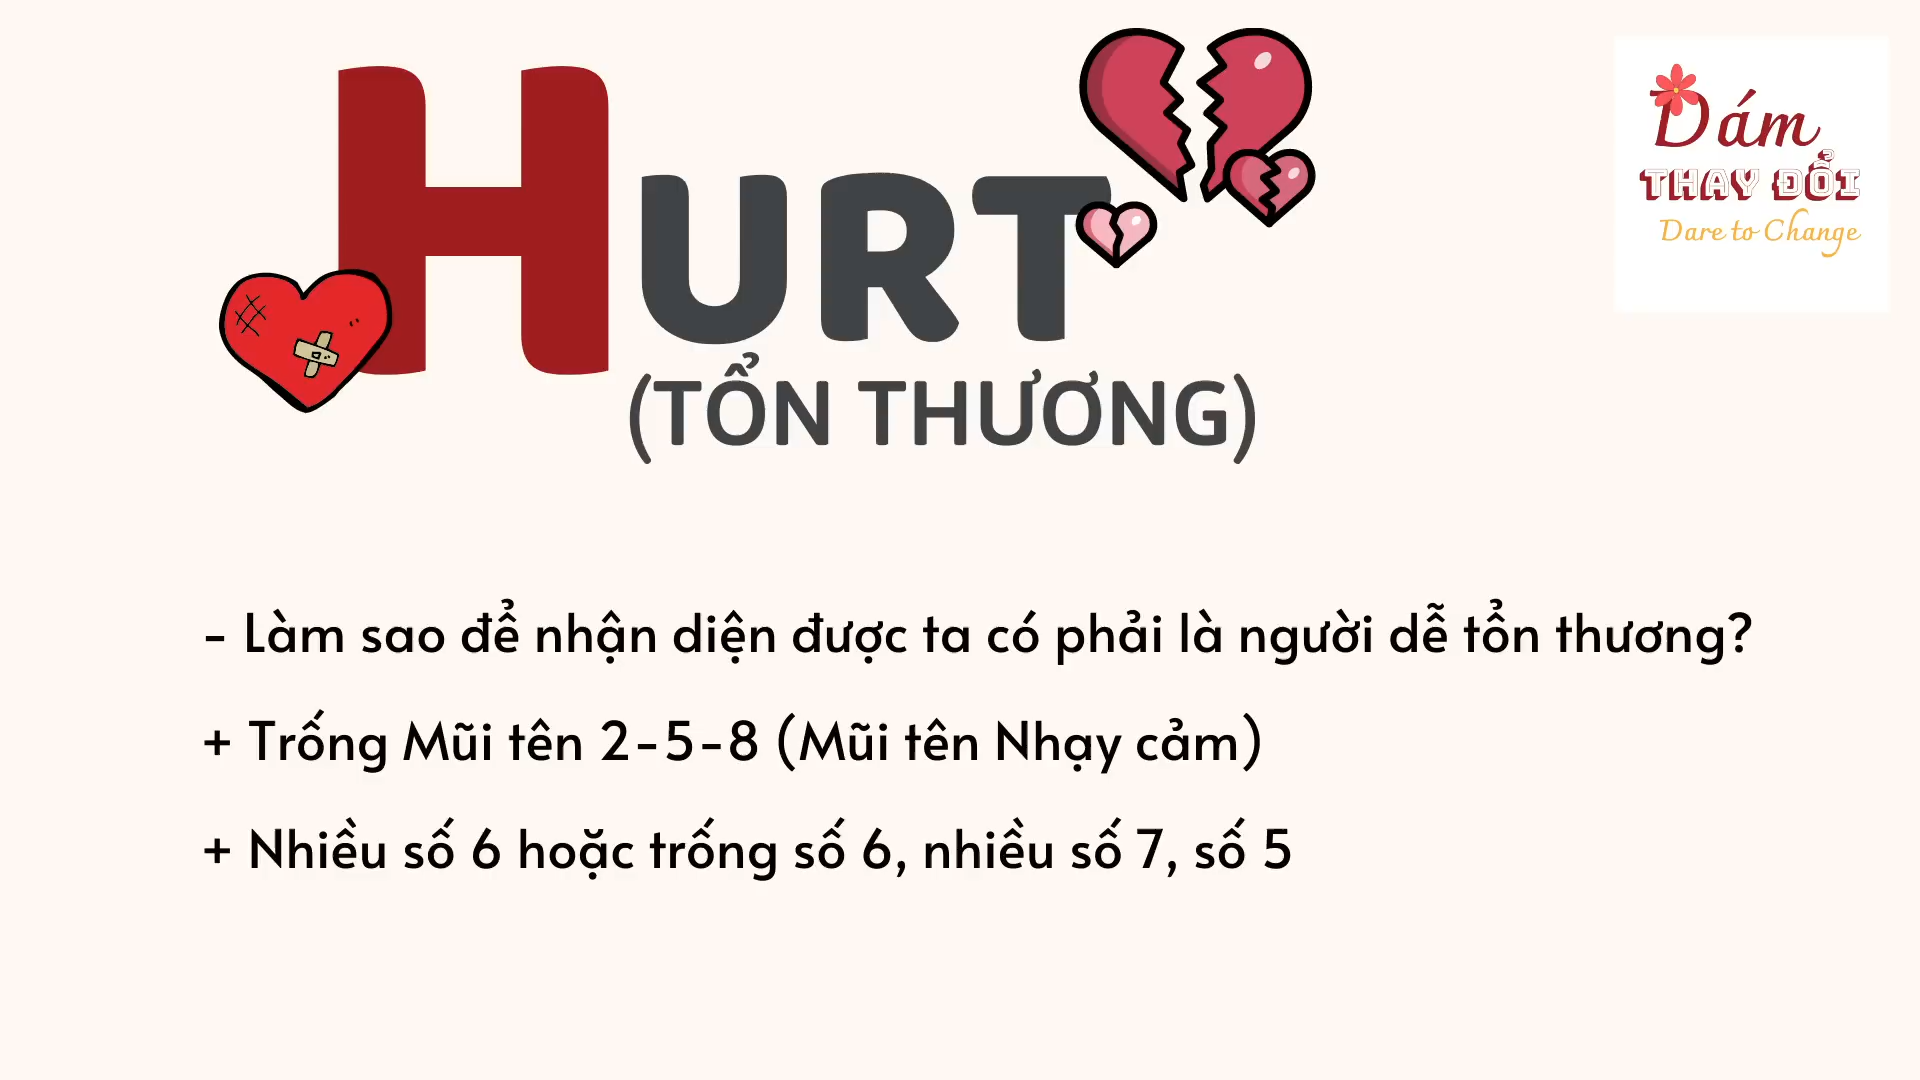 HURT
(TỔN THƯƠNG)
Dám
THAY ĐỔI
Dare to Change
- Làm sao để nhận diện được ta có phải là người dễ tổn thương?
+ Trống Mũi tên 2-5-8 (Mũi tên Nhạy cảm)
+ Nhiều số 6 hoặc trống số 6, nhiều số 7, số 5